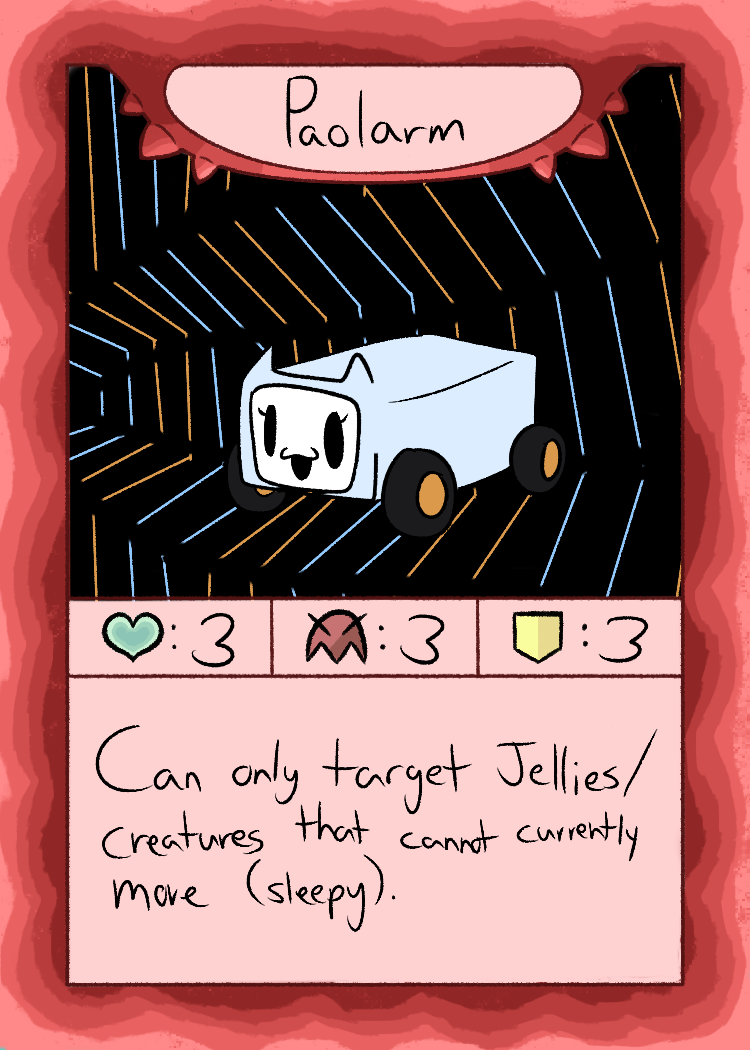 Paolarm
:3 :3 :3
Can only target Jellies/
creatures that cannot currently
move (sleepy).